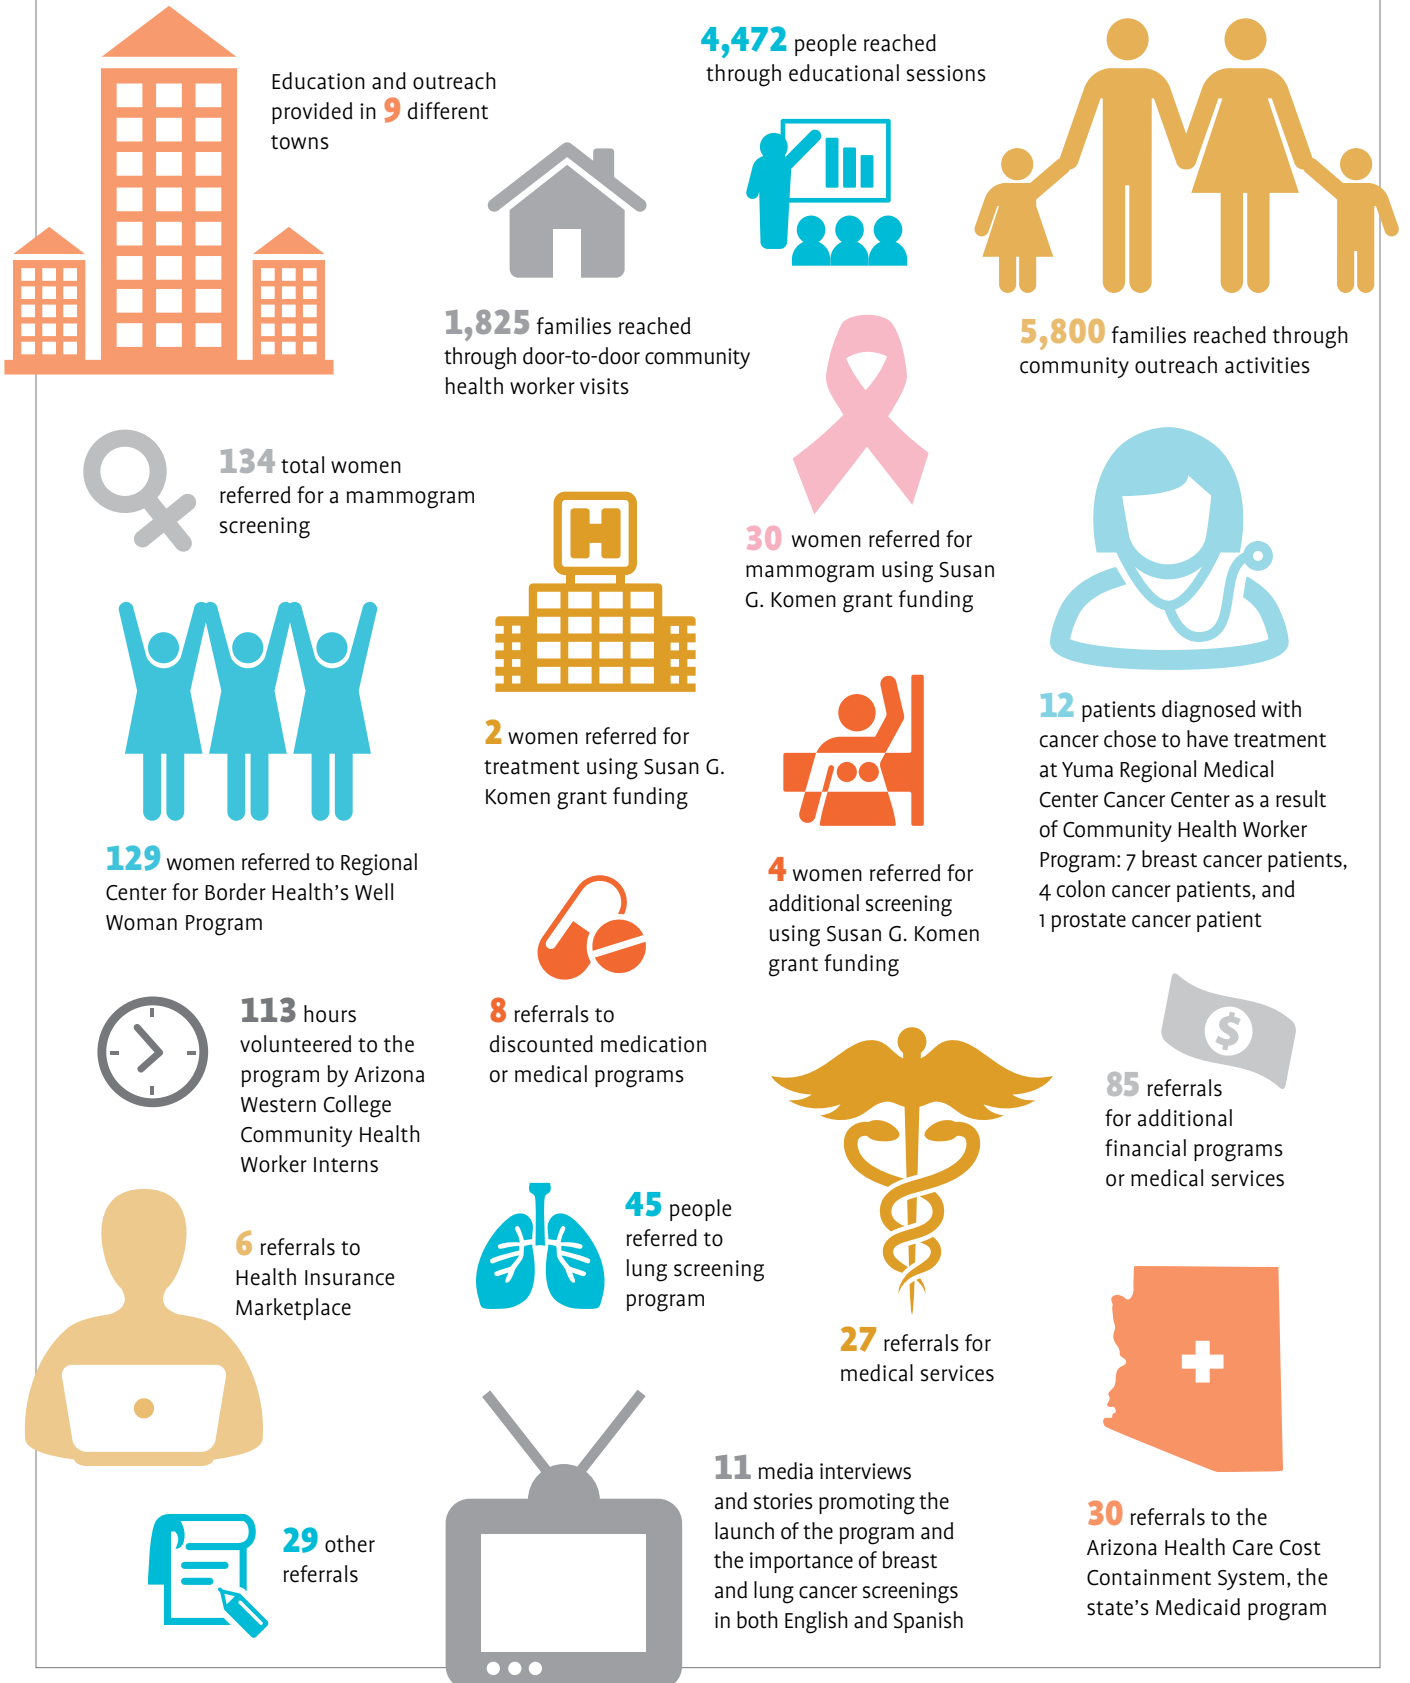 Education and outreach
provided in 9 different
towns
4,472 people reached
through educational sessions
1,825 families reached
through door-to-door community
health worker visits
5,800 families reached through
community outreach activities
134 total women
referred for a mammogram
screening
H
30 women referred for
mammogram using Susan
G. Komen grant funding
2 women referred for
treatment using Susan G.
Komen grant funding
12 patients diagnosed with
cancer chose to have treatment
at Yuma Regional Medical
Center Cancer Center as a result
of Community Health Worker
Program: 7 breast cancer patients,
4 colon cancer patients, and
1 prostate cancer patient
129 women referred to Regional
Center for Border Health's Well
Woman Program
4 women referred for
additional screening
using Susan G. Komen
grant funding
113 hours
volunteered to the
program by Arizona
Western College
Community Health
Worker Interns
8 referrals to
discounted medication
or medical programs
$
85 referrals
for additional
financial programs
or medical services
6 referrals to
Health Insurance
Marketplace
45 people
referred to
lung screening
program
27 referrals for
medical services
11 media interviews
and stories promoting the
launch of the program and
the importance of breast
and lung cancer screenings
in both English and Spanish
30 referrals to the
Arizona Health Care Cost
Containment System, the
state's Medicaid program
29 other
referrals